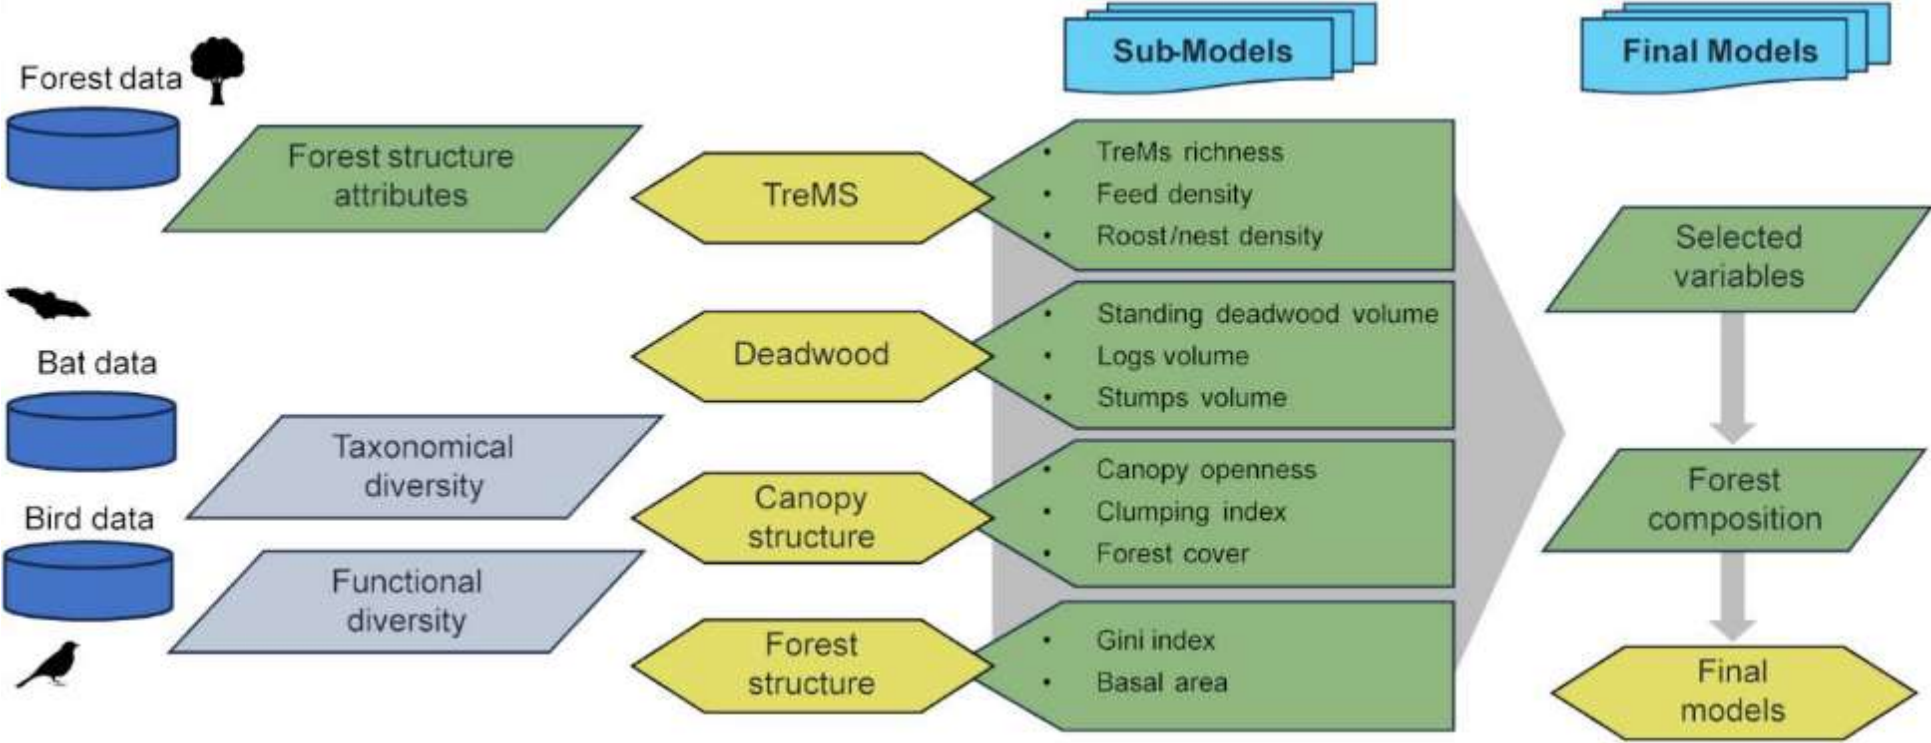 Forest data
Forest structure
attributes
Bat data
Taxonomical
diversity
Bird data
Functional
diversity
Sub-Models
TreMS
• TreMs richness
• Feed density
• Roost/nest density
Deadwood
• Standing deadwood volume
• Logs volume
• Stumps volume
Canopy
structure
• Canopy openness
• Clumping index
• Forest cover
Forest
structure
• Gini index
• Basal area
Final Models
Selected
variables
Forest
composition
Final
models